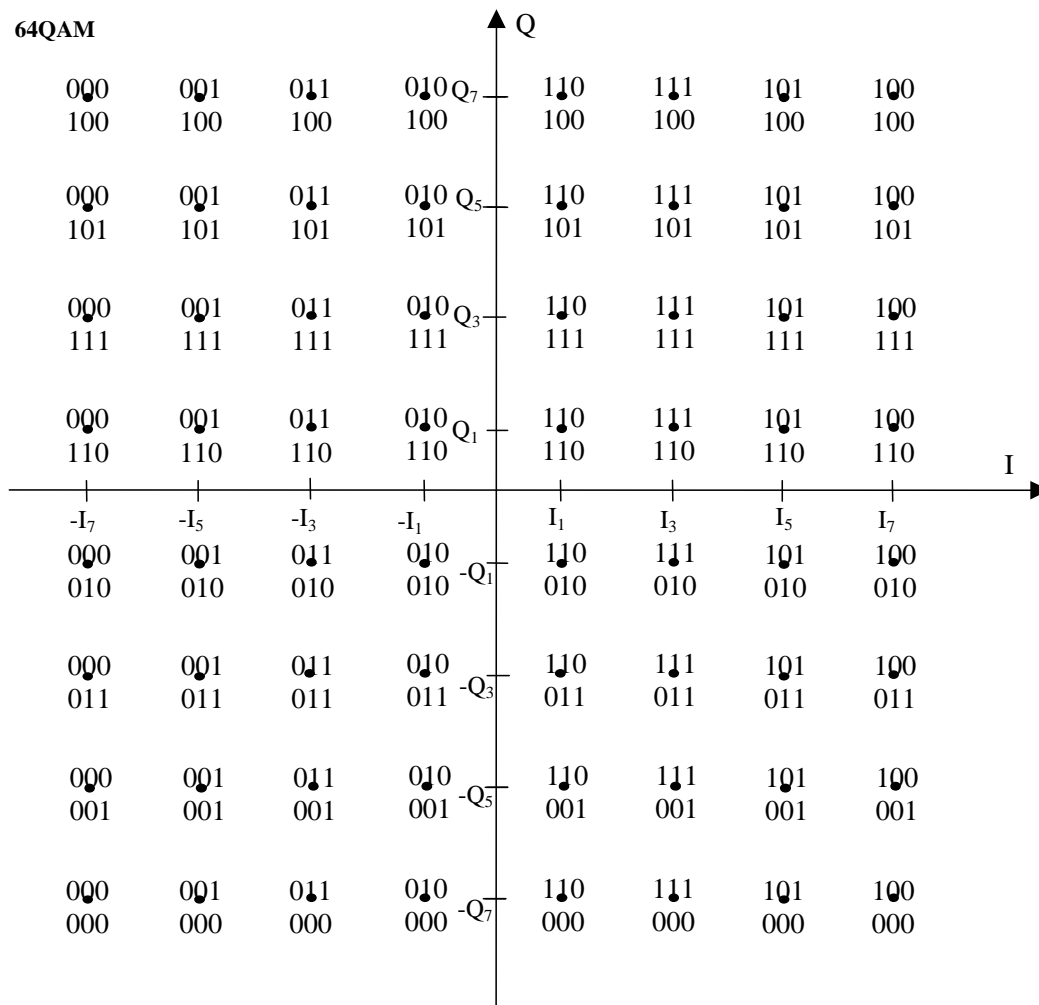 Q
64QAM
000 001 011 010 Q7 110 111 101 100
100 100 100 100 100 100 100 100
000 001 011 010 Q5 110 111 101 100
101 101 101 101 101 101 101 101
000 001 011 010 Q3 110 111 101 100
111 111 111 111 111 111 111 111
000 001 011 010 Q1 110 111 101 100
110 110 110 110 110 110 110 110
I
-I7 -I5 -I3 -I1 I1 I3 I5 I7
000 001 011 010 -Q1 110 111 101 100
010 010 010 010 010 010 010 010
000 001 011 010 -Q3 110 111 101 100
011 011 011 011 011 011 011 011
000 001 011 010 -Q5 110 111 101 100
001 001 001 001 001 001 001 001
000 001 011 010 -Q7 110 111 101 100
000 000 000 000 000 000 000 000